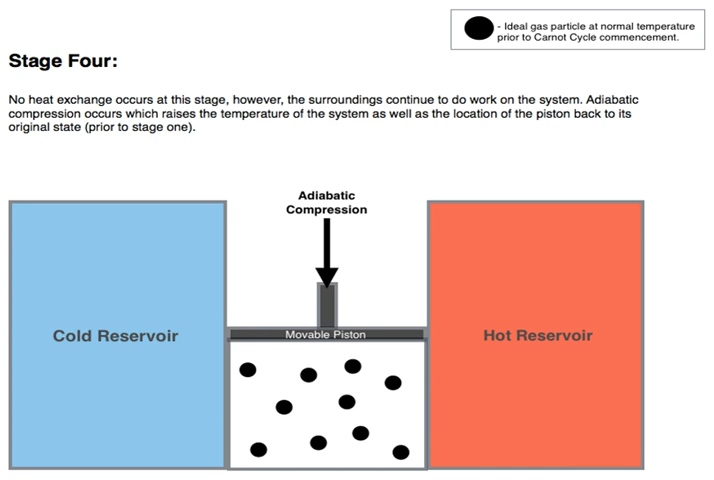 - Ideal gas particle at normal temperature
prior to Carnot Cycle commencement.
Stage Four:
No heat exchange occurs at this stage, however, the surroundings continue to do work on the system. Adiabatic
compression occurs which raises the temperature of the system as well as the location of the piston back to its
original state (prior to stage one).
Adiabatic
Compression
Cold Reservoir
Movable Piston
Hot Reservoir